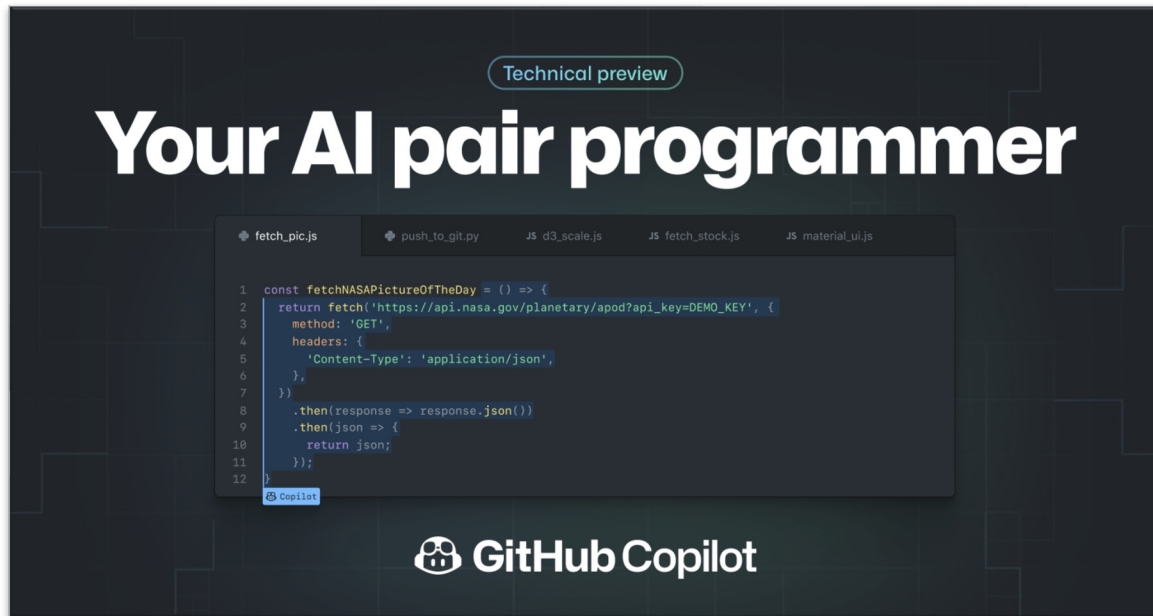 Technical preview
Your AI pair programmer
fetch_pic.js push_to_git.py JS d3_scale.js JS fetch_stock.js JS material_ui.js
1 const fetchNASAPictureOfTheDay = () => {
2   return fetch('https://api.nasa.gov/planetary/apod?api_key=DEMO_KEY', {
3     method: 'GET',
4     headers: {
5       'Content-Type': 'application/json',
6     },
7   })
8     .then(response => response.json())
9     .then(json => {
10       return json;
11     });
12 }
Copilot
GitHub Copilot